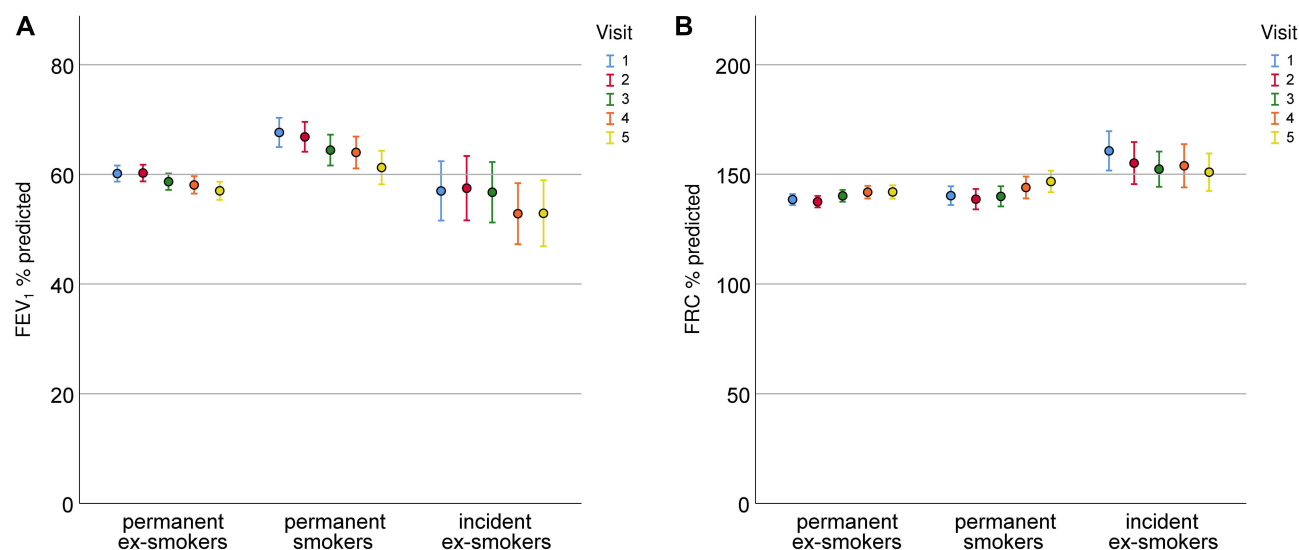 A
Visit
1
2
3
4
5
80
60
40
20
0
FEV₁ % predicted
permanent
ex-smokers
permanent
smokers
incident
ex-smokers
B
Visit
1
2
3
4
5
200
150
100
50
0
FRC % predicted
permanent
ex-smokers
permanent
smokers
incident
ex-smokers